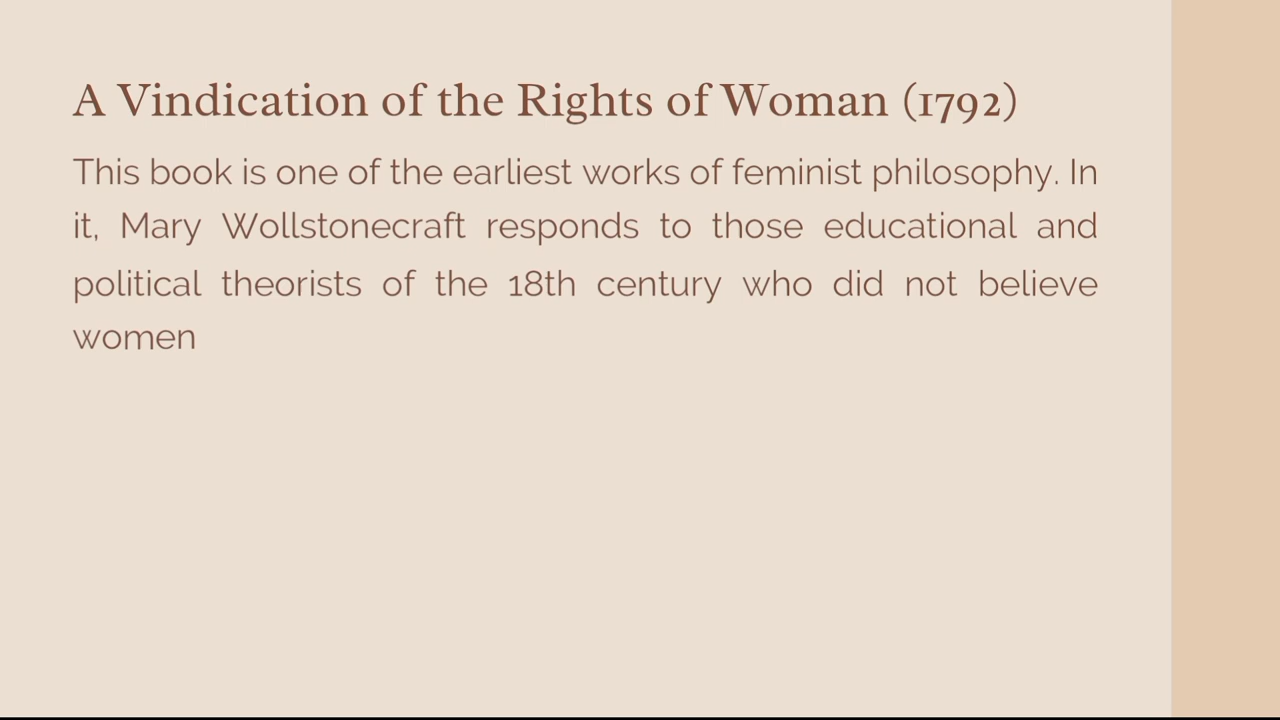 A Vindication of the Rights of Woman (1792)
This book is one of the earliest works of feminist philosophy. In
it, Mary Wollstonecraft responds to those educational and
political theorists of the 18th century who did not believe
women